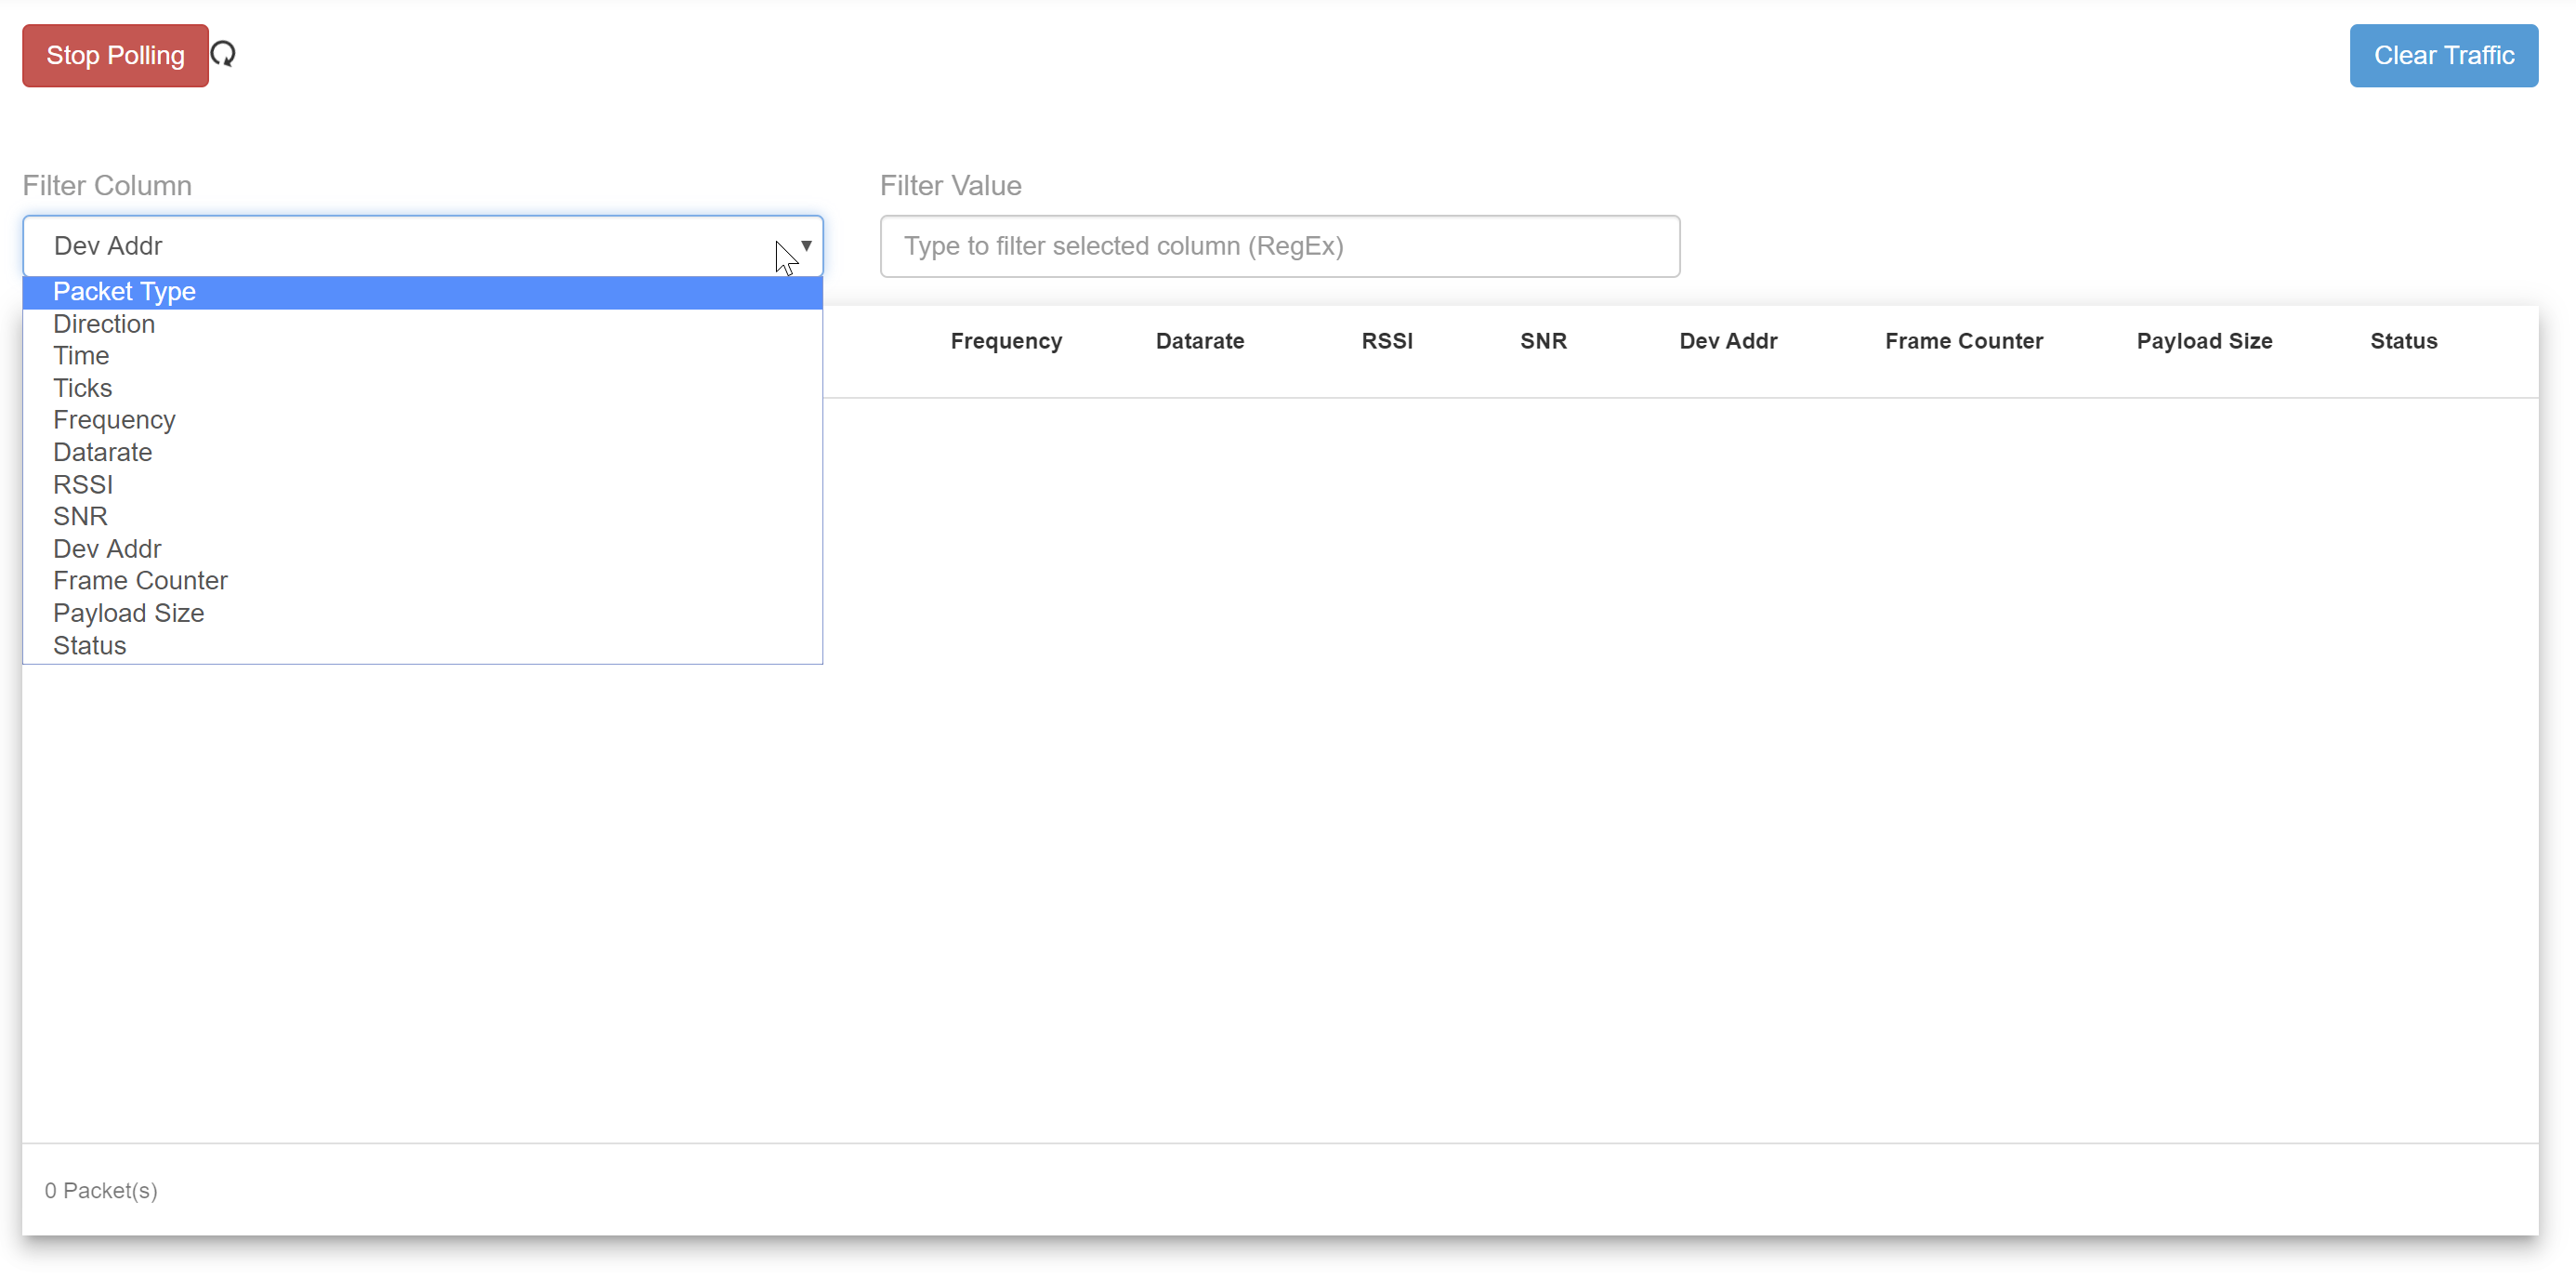 Stop Polling
Clear Traffic
Filter Column
Filter Value
Dev Addr
Type to filter selected column (RegEx)
Packet Type
Direction
Time
Ticks
Frequency
Datarate
RSSI
SNR
Dev Addr
Frame Counter
Payload Size
Status
Frequency Datarate RSSI SNR Dev Addr Frame Counter Payload Size Status
0 Packet(s)